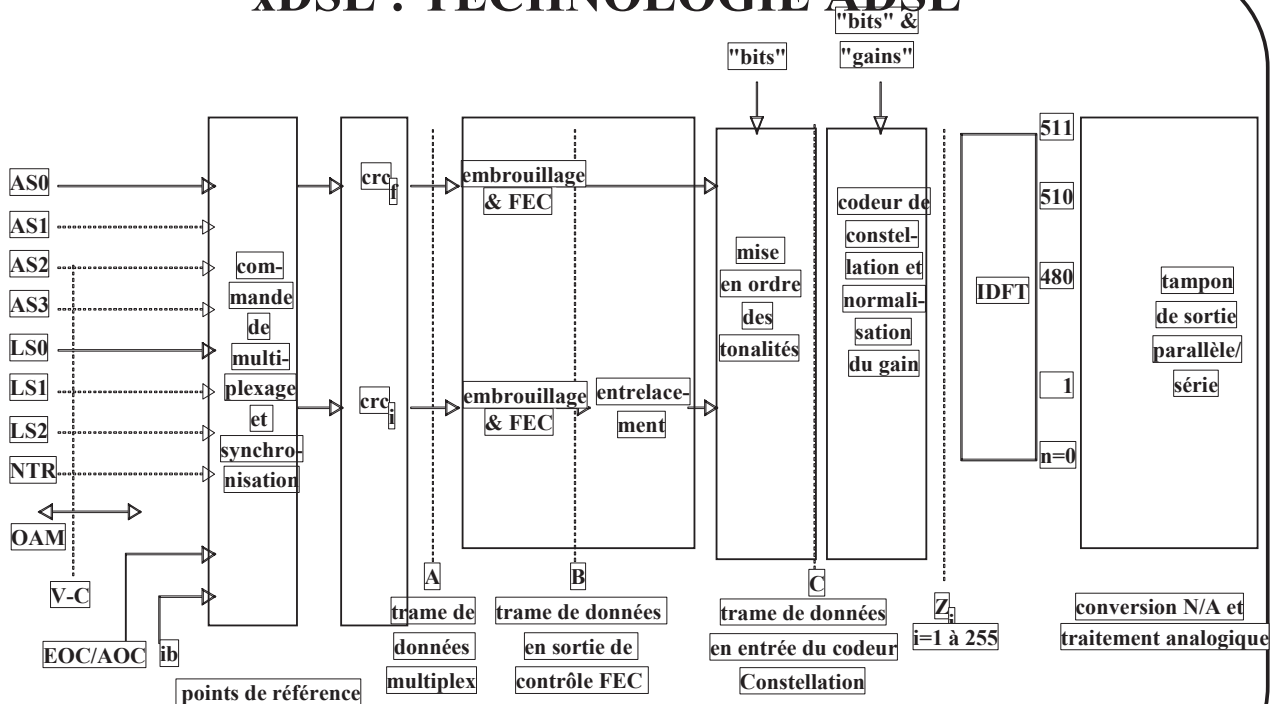 xDSL : TECHNOLOGIE ADSL
"bits"
"bits" &
"gains"
AS0
AS1
AS2
AS3
LS0
LS1
LS2
NTR
OAM
V-C
EOC/AOC
ib
com-
mande
de
multi-
plexage
et
synchro-
nisation
crc f
crc i
embrouillage
& FEC
embrouillage
& FEC
entrelace-
ment
mise
en ordre
des
tonalités
codeur de
constel-
lation et
normali-
sation
du gain
IDFT
511
510
480
1
n=0
tampon
de sortie
parallèle/
série
A
trame de
données
multiplex
B
trame de données
en sortie de
contrôle FEC
C
trame de données
en entrée du codeur
Constellation
Z i
i=1 à 255
conversion N/A et
traitement analogique
points de référence